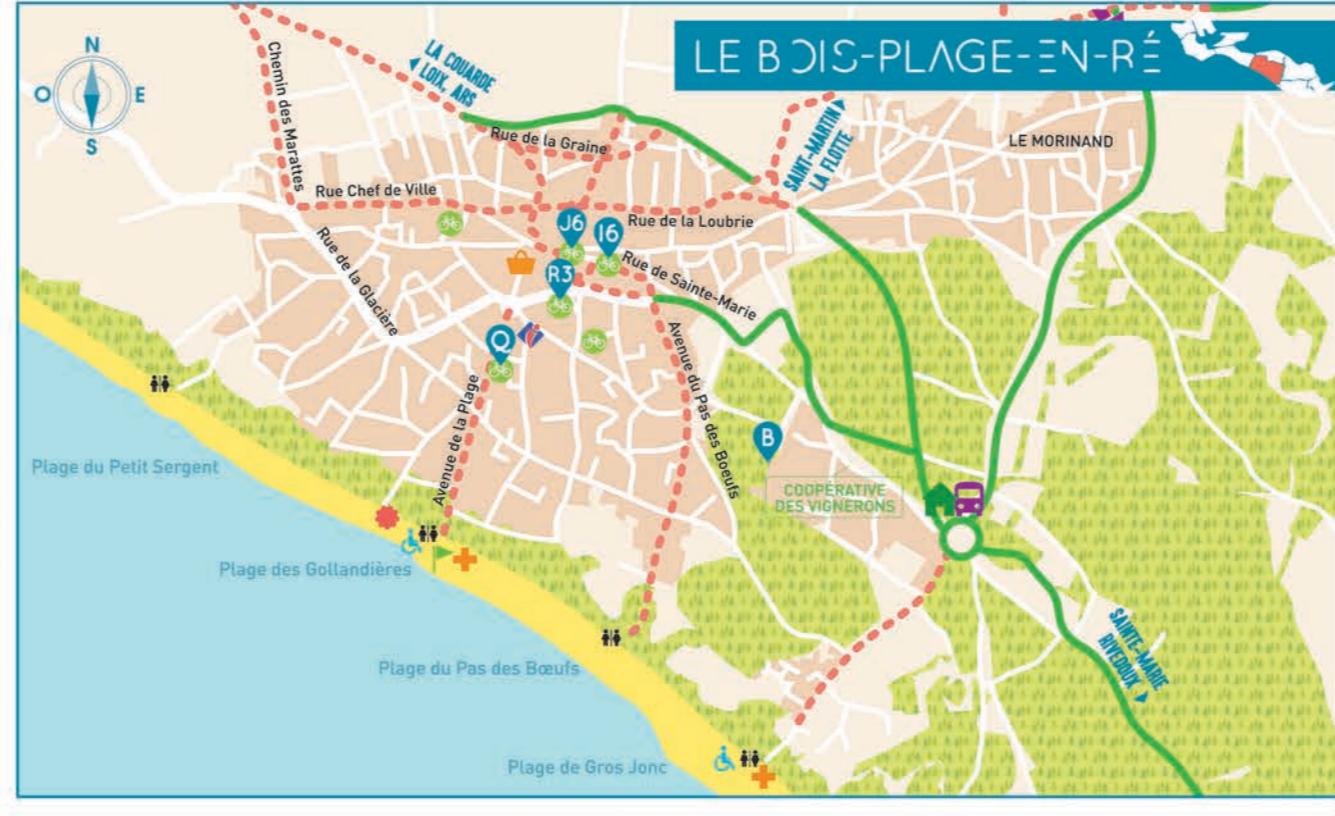 LE BOIS-PLAGE-EN-RÉ
N
O
E
S
Chemin des Marattes
LA COUARDE
LOIX, ARS
Rue de la Graine
SAINT-MARTIN
LA FLOTTE
LE MORINAND
Rue Chef de Ville
J6
I6
Rue de la Loubrie
R3
Rue de Sainte-Marie
Rue de la Glacière
Q
Avenue de la Plage
Avenue du Pas des Boeufs
B
COOPÉRATIVE
DES VIGNERONS
Plage du Petit Sergent
Plage des Gollandières
Plage du Pas des Bœufs
SAINTE-MARIE
RIVEDOUX
Plage de Gros Jonc